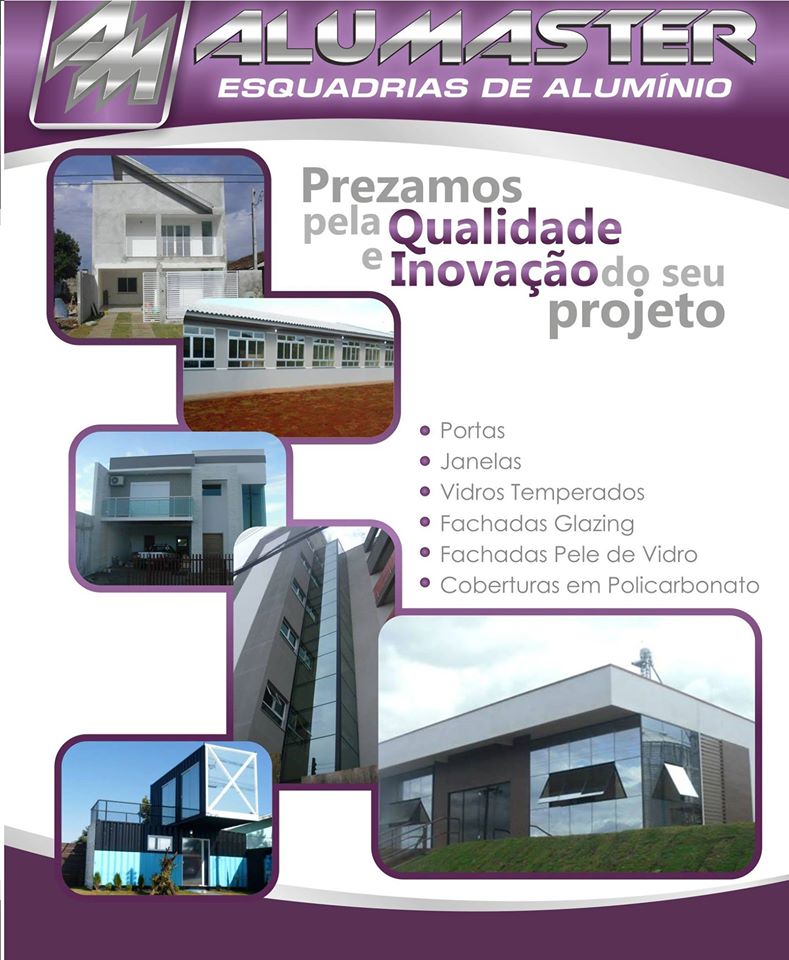 AM
ALUMASTER
ESQUADRIAS DE ALUMÍNIO
Prezamos
pela Qualidade
e Inovação do seu
projeto
Portas
Janelas
Vidros Temperados
Fachadas Glazing
Fachadas Pele de Vidro
Coberturas em Policarbonato